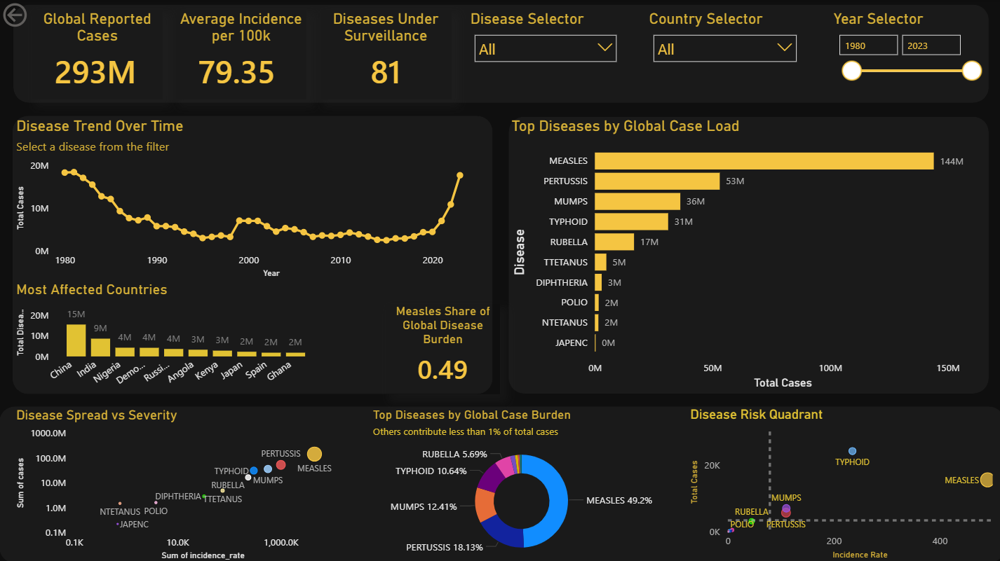 Global Reported
Cases
293M
Average Incidence
per 100k
79.35
Diseases Under
Surveillance
81
Disease Selector
All
Country Selector
All
Year Selector
1980
2023
Disease Trend Over Time
Select a disease from the filter
Total Cases
20M
10M
0M
1980
1990
2000
2010
2020
Year
Most Affected Countries
Total Disea...
20M
10M
0M
15M
9M
4M
4M
4M
3M
3M
2M
2M
2M
China
India
Nigeria
Demo...
Russi...
Angola
Kenya
Japan
Spain
Ghana
Measles Share of
Global Disease
Burden
0.49
Top Diseases by Global Case Load
Disease
MEASLES 144M
PERTUSSIS 53M
MUMPS 36M
TYPHOID 31M
RUBELLA 17M
TTETANUS 5M
DIPHTHERIA 3M
POLIO 2M
NTETANUS 2M
JAPENC 0M
0M
50M
100M
150M
Total Cases
Disease Spread vs Severity
Sum of cases
1000.0M
100.0M
10.0M
1.0M
0.1M
PERTUSSIS
MEASLES
TYPHOID
MUMPS
RUBELLA
DIPHTHERIA
TTETANUS
NTETANUS
POLIO
JAPENC
0.1K
10.0K
1,000.0K
Sum of incidence_rate
Top Diseases by Global Case Burden
Others contribute less than 1% of total cases
RUBELLA 5.69%
TYPHOID 10.64%
MUMPS 12.41%
MEASLES 49.2%
PERTUSSIS 18.13%
Disease Risk Quadrant
Total Cases
20K
0K
TYPHOID
MEASLES
MUMPS
RUBELLA
POLIO
PERTUSSIS
0
200
400
Incidence Rate